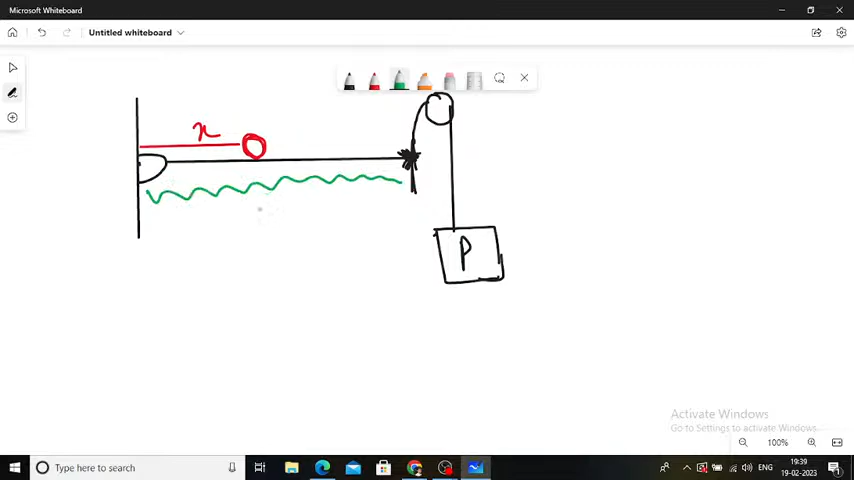 Microsoft Whiteboard
Untitled whiteboard
x
P
Activate Windows
Go to Settings to activate Windows.
100%
Type here to search
ENG
19:39
19-02-2023